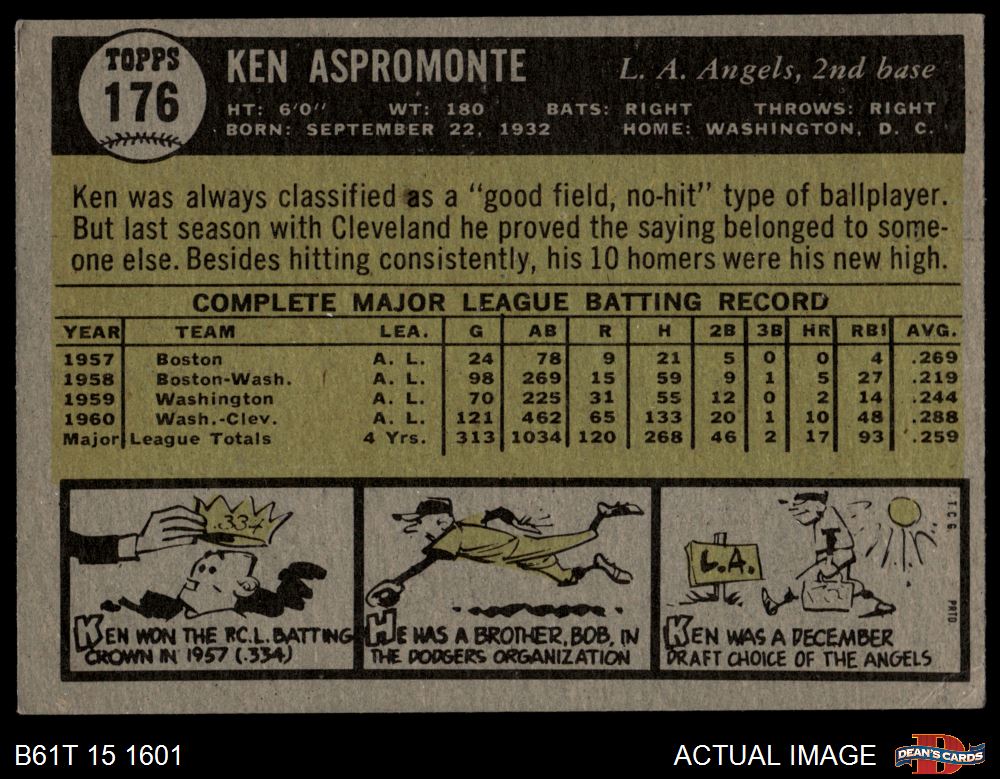 TOPPS
176
KEN ASPROMONTE
L. A. Angels, 2nd base
HT: 6'0" WT: 180 BATS: RIGHT THROWS: RIGHT
BORN: SEPTEMBER 22, 1932 HOME: WASHINGTON, D. C.
Ken was always classified as a "good field, no-hit" type of ballplayer.
But last season with Cleveland he proved the saying belonged to some-
one else. Besides hitting consistently, his 10 homers were his new high.
COMPLETE MAJOR LEAGUE BATTING RECORD
YEAR TEAM LEA. G AB R H 2B 3B HR RBI AVG.
1957 Boston A. L. 24 78 9 21 5 0 0 4 .269
1958 Boston-Wash. A. L. 98 269 15 59 9 1 5 27 .219
1959 Washington A. L. 70 225 31 55 12 0 2 14 .244
1960 Wash.-Clev. A. L. 121 462 65 133 20 1 10 48 .288
Major League Totals 4 Yrs. 313 1034 120 268 46 2 17 93 .259
.334
KEN WON THE P.C.L. BATTING
CROWN IN 1957 (.334)
HE HAS A BROTHER, BOB, IN
THE DODGERS ORGANIZATION
L.A.
KEN WAS A DECEMBER
DRAFT CHOICE OF THE ANGELS
T.C.G.
PRTD
B61T 15 1601
ACTUAL IMAGE
DEAN'S CARDS